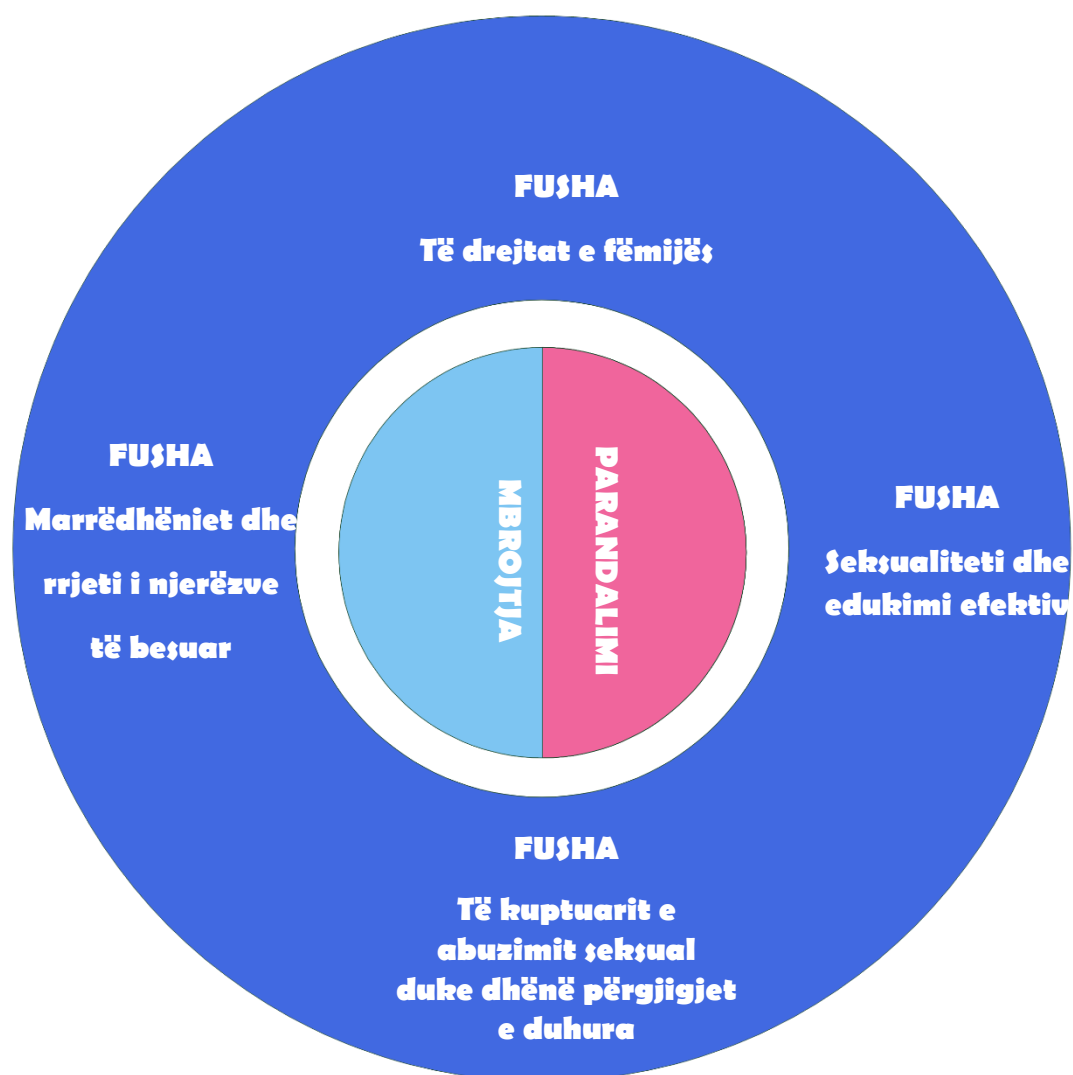 FUSHA
Të drejtat e fëmijës
FUSHA
Marrëdhëniet dhe
rrjeti i njerëzve
të besuar
MBROJTJA
PARANDALIMI
FUSHA
Seksualiteti dhe
edukimi efektiv
FUSHA
Të kuptuarit e
abuzimit seksual
duke dhënë përgjigjet
e duhura